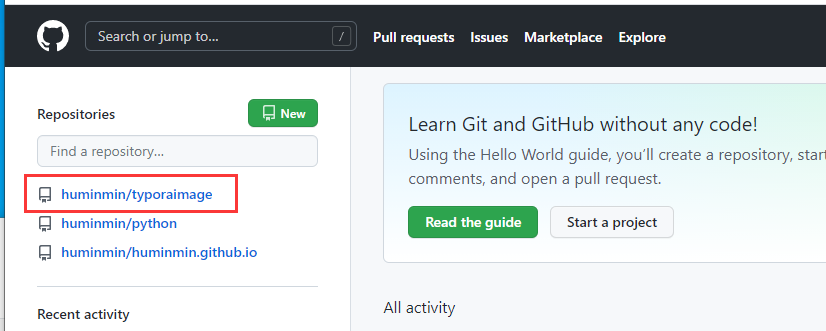 Search or jump to...
/
Pull requests
Issues
Marketplace
Explore
Repositories
New
Find a repository...
huminmin/typoraimage
huminmin/python
huminmin/huminmin.github.io
Recent activity
Learn Git and GitHub without any code!
Using the Hello World guide, you’ll create a repository, star
comments, and open a pull request.
Read the guide
Start a project
All activity